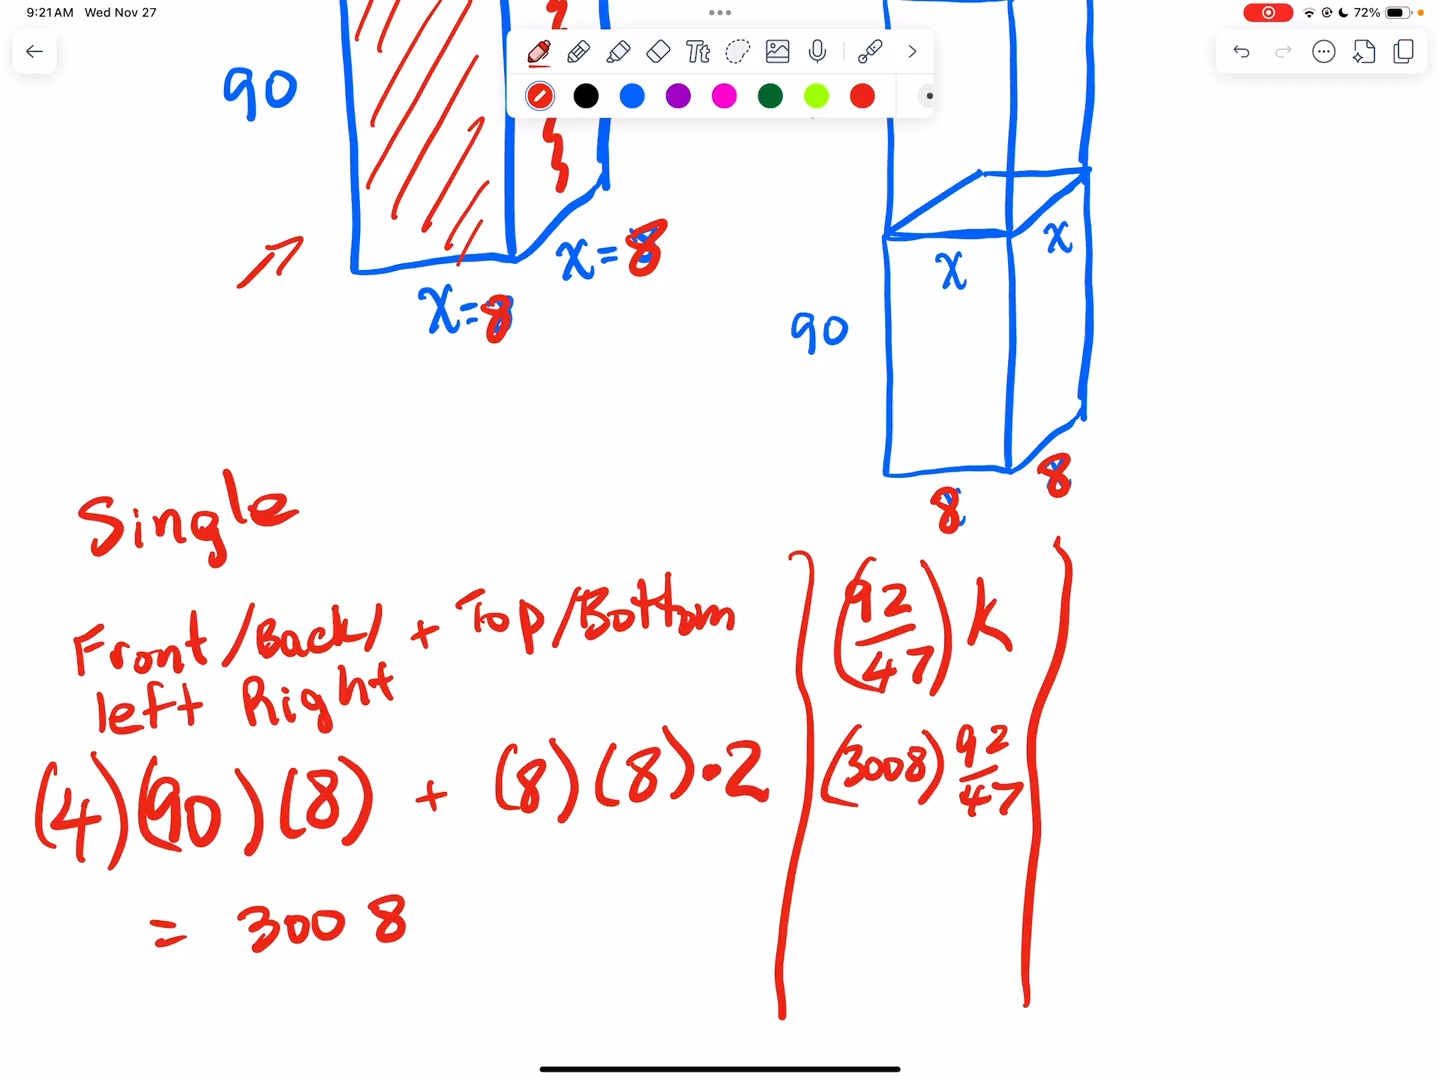 9:21 AM Wed Nov 27
72%
Tt
90
x = 8
x = 8
x
x
90
8
8
Single
Front/Back/ + Top/Bottom
left Right
(4)(90)(8) + (8)(8)·2
= 3008
(92/47) k
(3008) 92/47